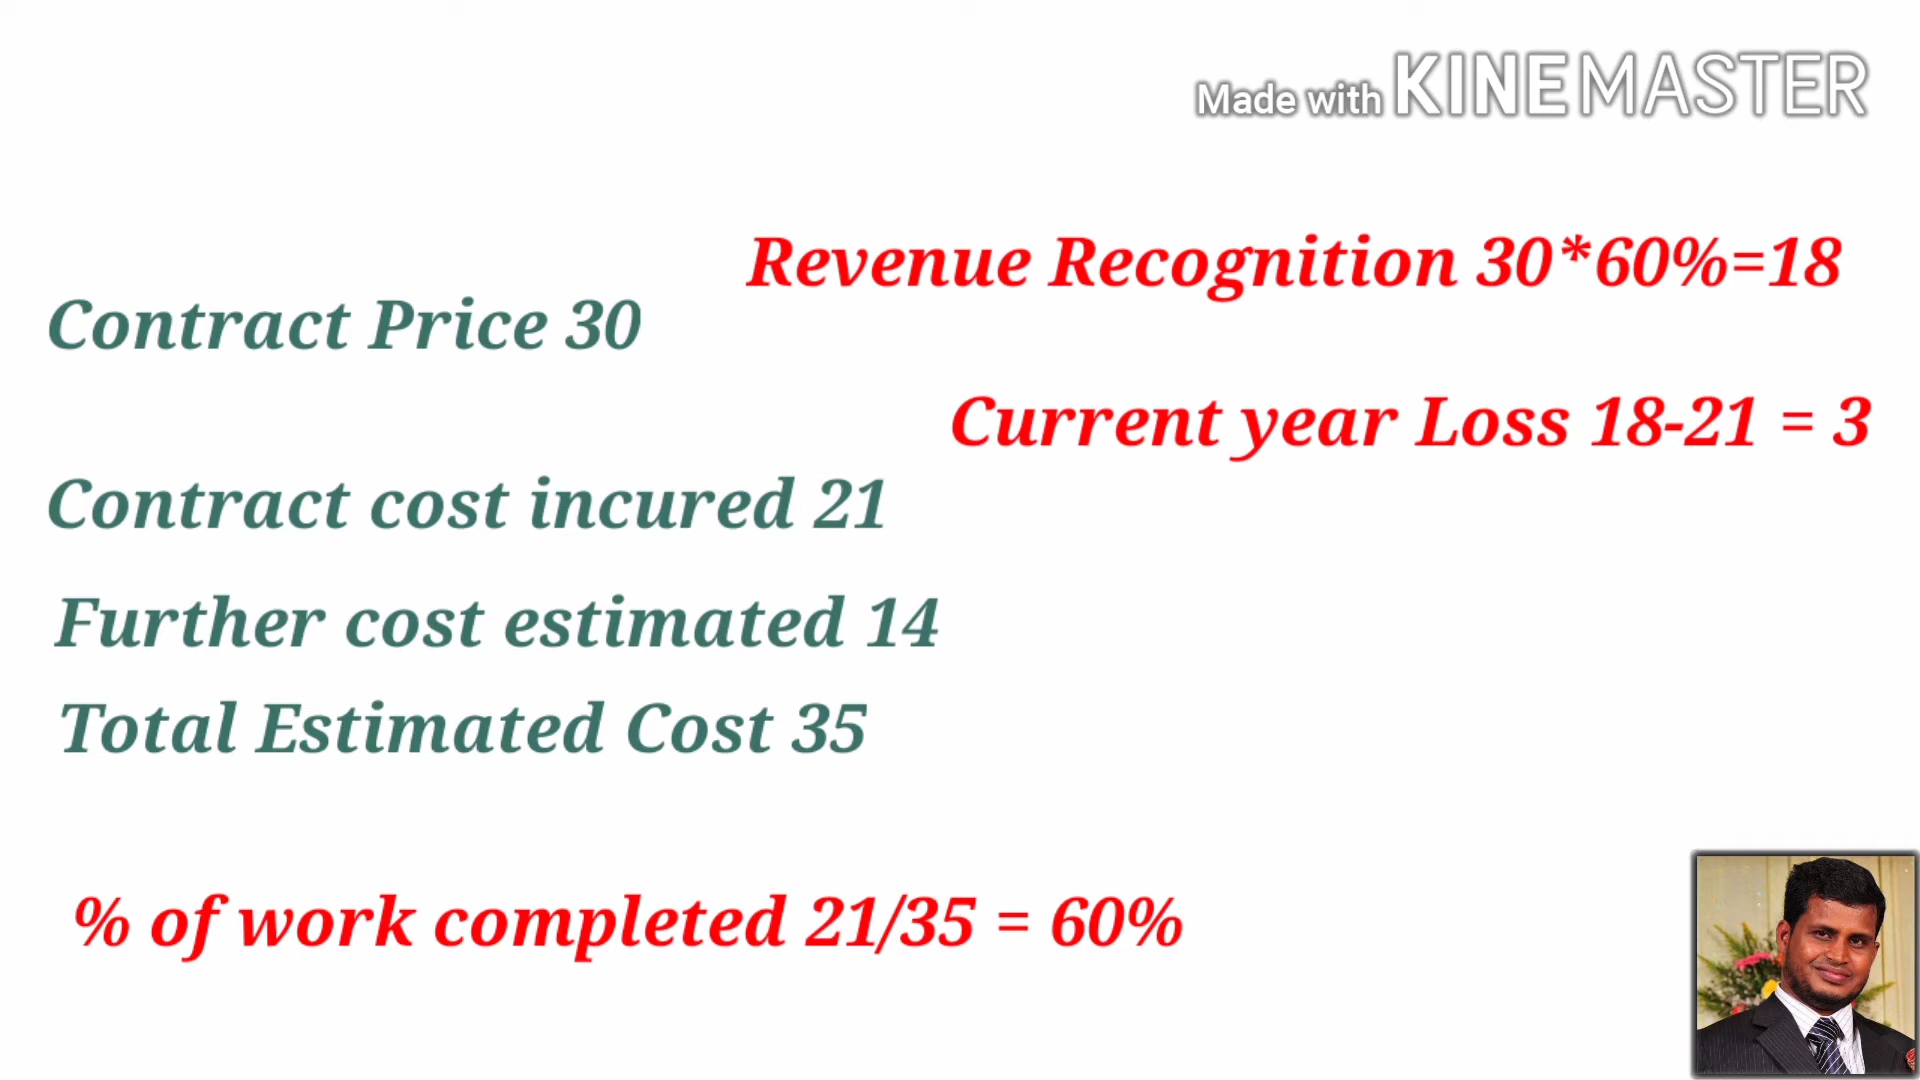 Made with KINEMASTER
Revenue Recognition 30*60%=18
Contract Price 30
Current year Loss 18-21 = 3
Contract cost incured 21
Further cost estimated 14
Total Estimated Cost 35
% of work completed 21/35 = 60%